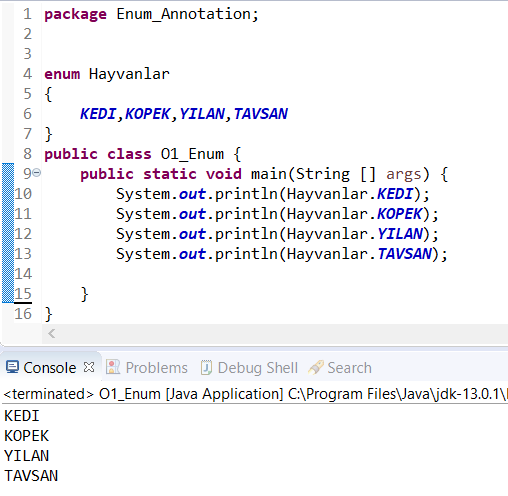 1 package Enum_Annotation;
2
3
4 enum Hayvanlar
5 {
6     KEDI,KOPEK,YILAN,TAVSAN
7 }
8 public class O1_Enum {
9     public static void main(String [] args) {
10         System.out.println(Hayvanlar.KEDI);
11         System.out.println(Hayvanlar.KOPEK);
12         System.out.println(Hayvanlar.YILAN);
13         System.out.println(Hayvanlar.TAVSAN);
14
15     }
16 }
Console Problems Debug Shell Search
<terminated> O1_Enum [Java Application] C:\Program Files\Java\jdk-13.0.1\
KEDI
KOPEK
YILAN
TAVSAN